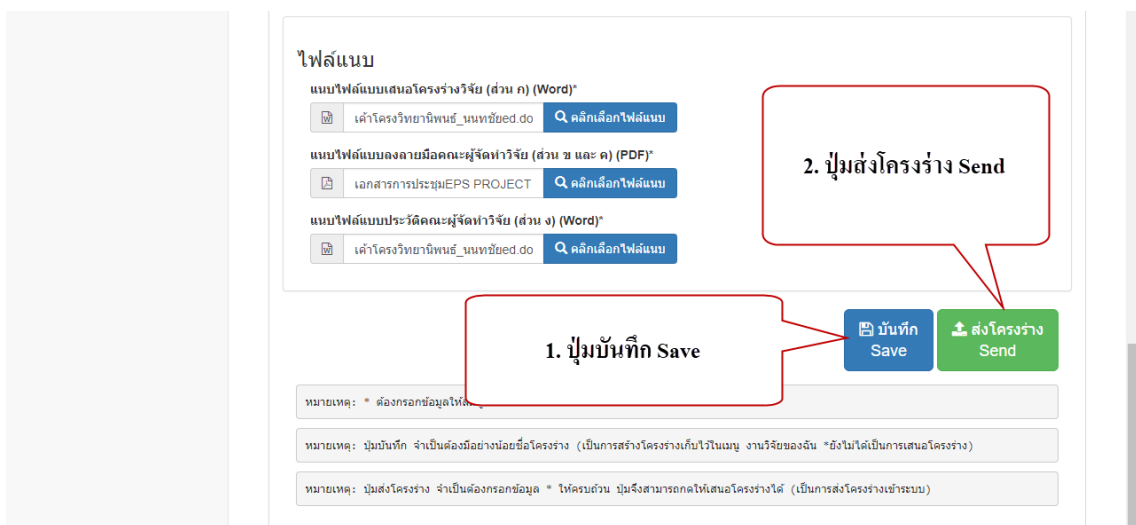 ไฟล์แนบ
แนบไฟล์แบบเสนอโครงร่างวิจัย (ส่วน ก) (Word)*
เค้าโครงวิทยานิพนธ์_นนทชัยed.do คลิกเลือกไฟล์แนบ
แนบไฟล์แบบลงลายมือคณะผู้จัดทำวิจัย (ส่วน ข และ ค) (PDF)*
เอกสารการประชุมEPS PROJECT คลิกเลือกไฟล์แนบ
แนบไฟล์แบบประวัติคณะผู้จัดทำวิจัย (ส่วน ง) (Word)*
เค้าโครงวิทยานิพนธ์_นนทชัยed.do คลิกเลือกไฟล์แนบ
2. ปุ่มส่งโครงร่าง Send
1. ปุ่มบันทึก Save
บันทึก
Save
ส่งโครงร่าง
Send
หมายเหตุ: * ต้องกรอกข้อมูลให้
หมายเหตุ: ปุ่มบันทึก จำเป็นต้องมีอย่างน้อยชื่อโครงร่าง (เป็นการสร้างโครงร่างเก็บไว้ในเมนู งานวิจัยของฉัน *ยังไม่ได้เป็นการเสนอโครงร่าง)
หมายเหตุ: ปุ่มส่งโครงร่าง จำเป็นต้องกรอกข้อมูล * ให้ครบถ้วน ปุ่มจึงสามารถกดให้เสนอโครงร่างได้ (เป็นการส่งโครงร่างเข้าระบบ)